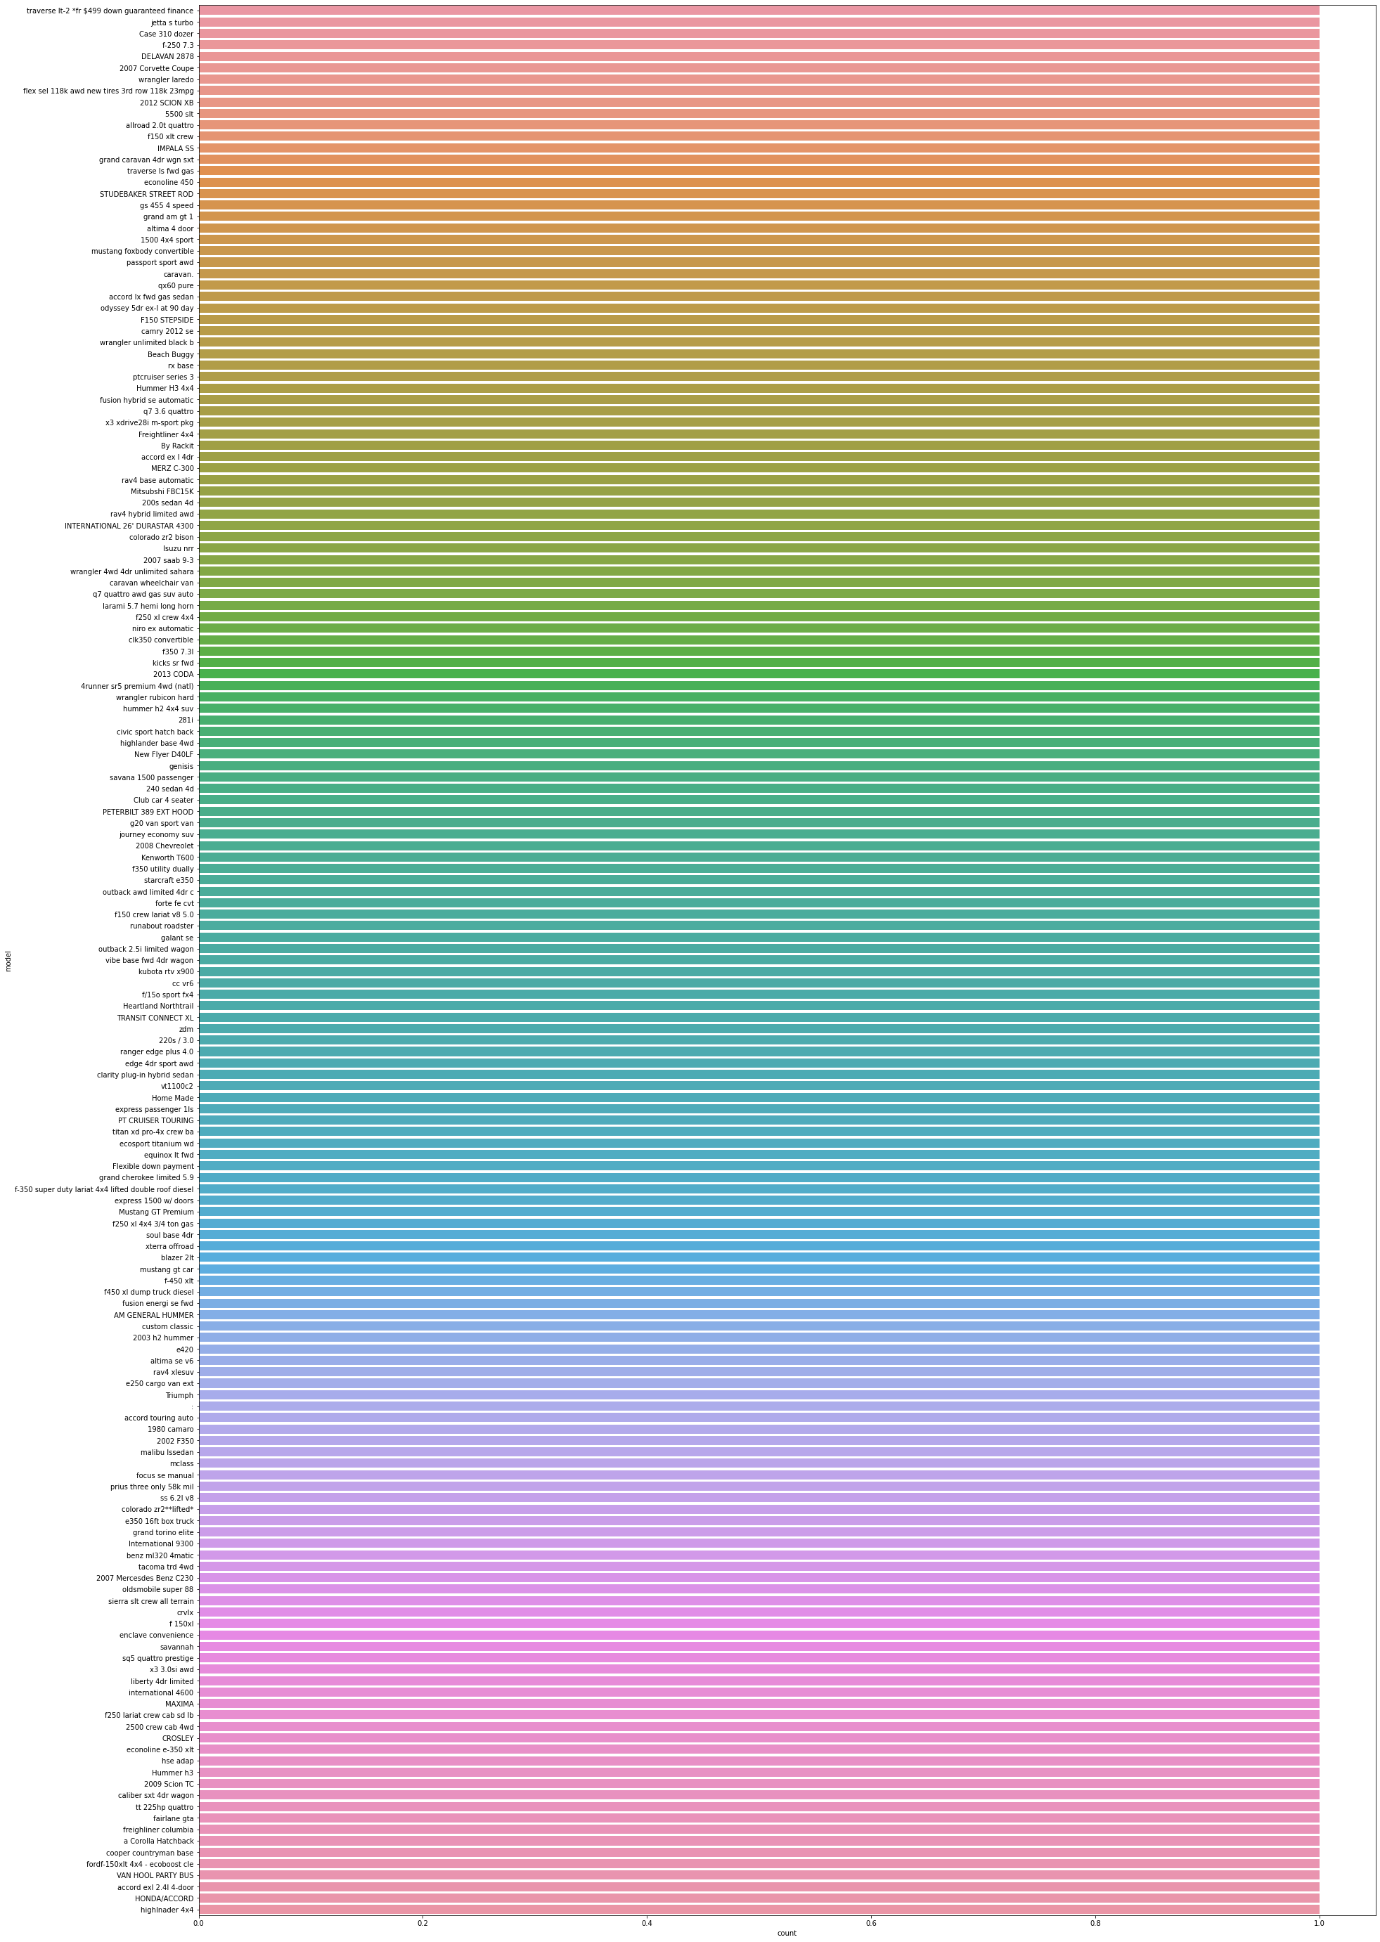 traverse lt-2 *fr $499 down guaranteed finance
jetta s turbo
Case 310 dozer
f-250 7.3
DELAVAN 2878
2007 Corvette Coupe
wrangler laredo
flex sel 118k awd new tires 3rd row 118k 23mpg
2012 SCION XB
5500 slt
allroad 2.0t quattro
f150 xlt crew
IMPALA SS
grand caravan 4dr wgn sxt
traverse ls fwd gas
econoline 450
STUDEBAKER STREET ROD
gs 455 4 speed
grand am gt 1
altima 4 door
1500 4x4 sport
mustang foxbody convertible
passport sport awd
caravan.
qx60 pure
accord lx fwd gas sedan
odyssey 5dr ex-l at 90 day
F150 STEPSIDE
camry 2012 se
wrangler unlimited black b
Beach Buggy
rx base
ptcruiser series 3
Hummer H3 4x4
fusion hybrid se automatic
q7 3.6 quattro
x3 xdrive28i m-sport pkg
Freightliner 4x4
By Rackit
accord ex l 4dr
MERZ C-300
rav4 base automatic
Mitsubshi F8C15K
200s sedan 4d
rav4 hybrid limited awd
INTERNATIONAL 26' DURASTAR 4300
colorado zr2 bison
Isuzu nrr
2007 saab 9-3
wrangler 4wd 4dr unlimited sahara
caravan wheelchair van
q7 quattro awd gas suv auto
larami 5.7 hemi long horn
f250 xl crew 4x4
niro ex automatic
clk350 convertible
f350 7.3l
kicks sr fwd
2013 CODA
4runner sr5 premium 4wd (natl)
wrangler rubicon hard
hummer h2 4x4 suv
281i
civic sport hatch back
highlander base 4wd
New Flyer D40LF
genisis
savana 1500 passenger
240 sedan 4d
Club car 4 seater
PETERBILT 389 EXT HOOD
g20 van sport van
journey economy suv
2008 Chevreolet
Kenworth T600
f350 utility dually
starcraft e350
outback awd limited 4dr c
forte fe cvt
f150 crew lariat v8 5.0
runabout roadster
galant se
outback 2.5i limited wagon
vibe base fwd 4dr wagon
kubota rtv x900
cc vr6
f/15o sport fx4
Heartland Northtrail
TRANSIT CONNECT XL
zdm
220s / 3.0
ranger edge plus 4.0
edge 4dr sport awd
clarity plug-in hybrid sedan
vt1100c2
Home Made
express passenger 1ls
PT CRUISER TOURING
titan xd pro-4x crew ba
ecosport titanium wd
equinox lt fwd
Flexible down payment
grand cherokee limited 5.9
f-350 super duty lariat 4x4 lifted double roof diesel
express 1500 w/ doors
Mustang GT Premium
f250 xl 4x4 3/4 ton gas
soul base 4dr
xterra offroad
blazer 2lt
mustang gt car
f-450 xlt
f450 xl dump truck diesel
fusion energi se fwd
AM GENERAL HUMMER
custom classic
2003 h2 hummer
e420
altima se v6
rav4 xlesuv
e250 cargo van ext
Triumph
:
accord touring auto
1980 camaro
2002 F350
malibu lssedan
mclass
focus se manual
prius three only 58k mil
ss 6.2l v8
colorado zr2**lifted*
e350 16ft box truck
grand torino elite
International 9300
benz ml320 4matic
tacoma trd 4wd
2007 Mercesdes Benz C230
oldsmobile super 88
sierra slt crew all terrain
crvlx
f 150xl
enclave convenience
savannah
sq5 quattro prestige
x3 3.0si awd
liberty 4dr limited
international 4600
MAXIMA
f250 lariat crew cab sd lb
2500 crew cab 4wd
CROSLEY
econoline e-350 xlt
hse adap
Hummer h3
2009 Scion TC
caliber sxt 4dr wagon
tt 225hp quattro
fairlane gta
freighliner columbia
a Corolla Hatchback
cooper countryman base
fordf-150xlt 4x4 - ecoboost cle
VAN HOOL PARTY BUS
accord exl 2.4l 4-door
HONDA/ACCORD
highlnader 4x4
model
0.0 0.2 0.4 0.6 0.8 1.0
count